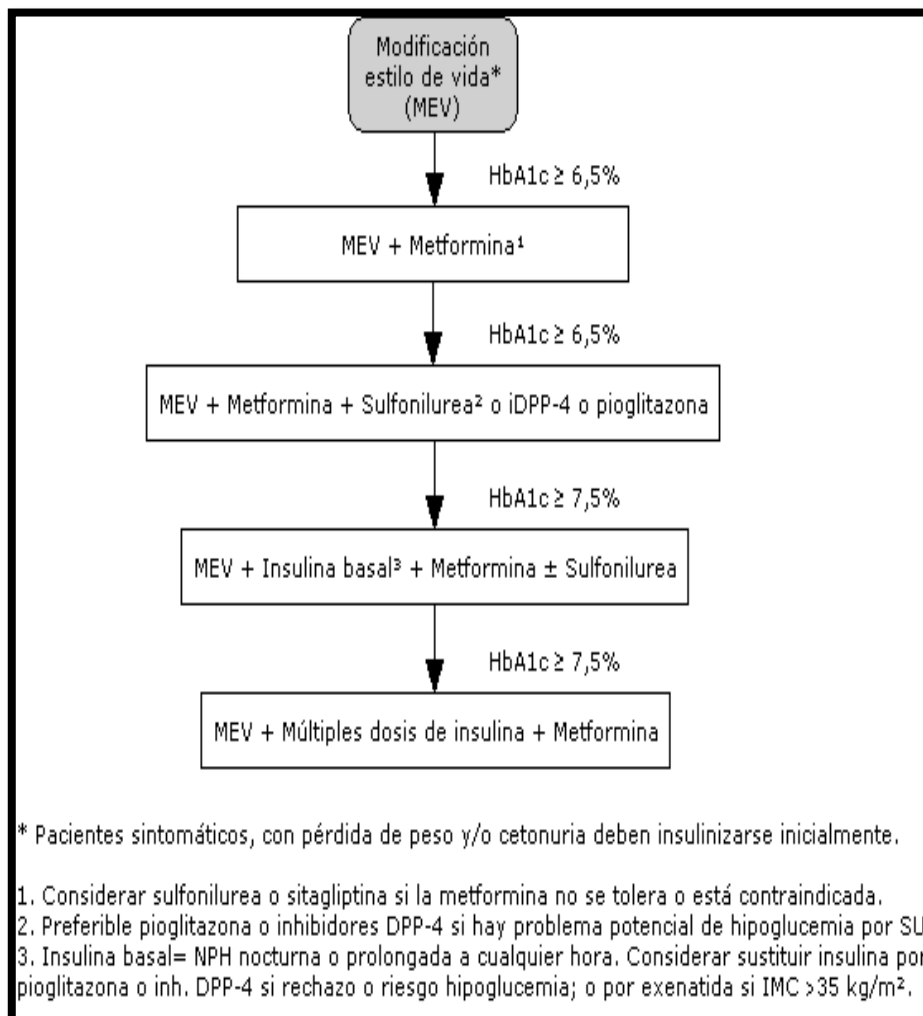 Modificación
estilo de vida*
(MEV)
HbA1c ≥ 6,5%
MEV + Metformina¹
HbA1c ≥ 6,5%
MEV + Metformina + Sulfonilurea² o iDPP-4 o pioglitazona
HbA1c ≥ 7,5%
MEV + Insulina basal³ + Metformina ± Sulfonilurea
HbA1c ≥ 7,5%
MEV + Múltiples dosis de insulina + Metformina
* Pacientes sintomáticos, con pérdida de peso y/o cetonuria deben insulinizarse inicialmente.
1. Considerar sulfonilurea o sitagliptina si la metformina no se tolera o está contraindicada.
2. Preferible pioglitazona o inhibidores DPP-4 si hay problema potencial de hipoglucemia por SU
3. Insulina basal= NPH nocturna o prolongada a cualquier hora. Considerar sustituir insulina por
pioglitazona o inh. DPP-4 si rechazo o riesgo hipoglucemia; o por exenatida si IMC >35 kg/m².